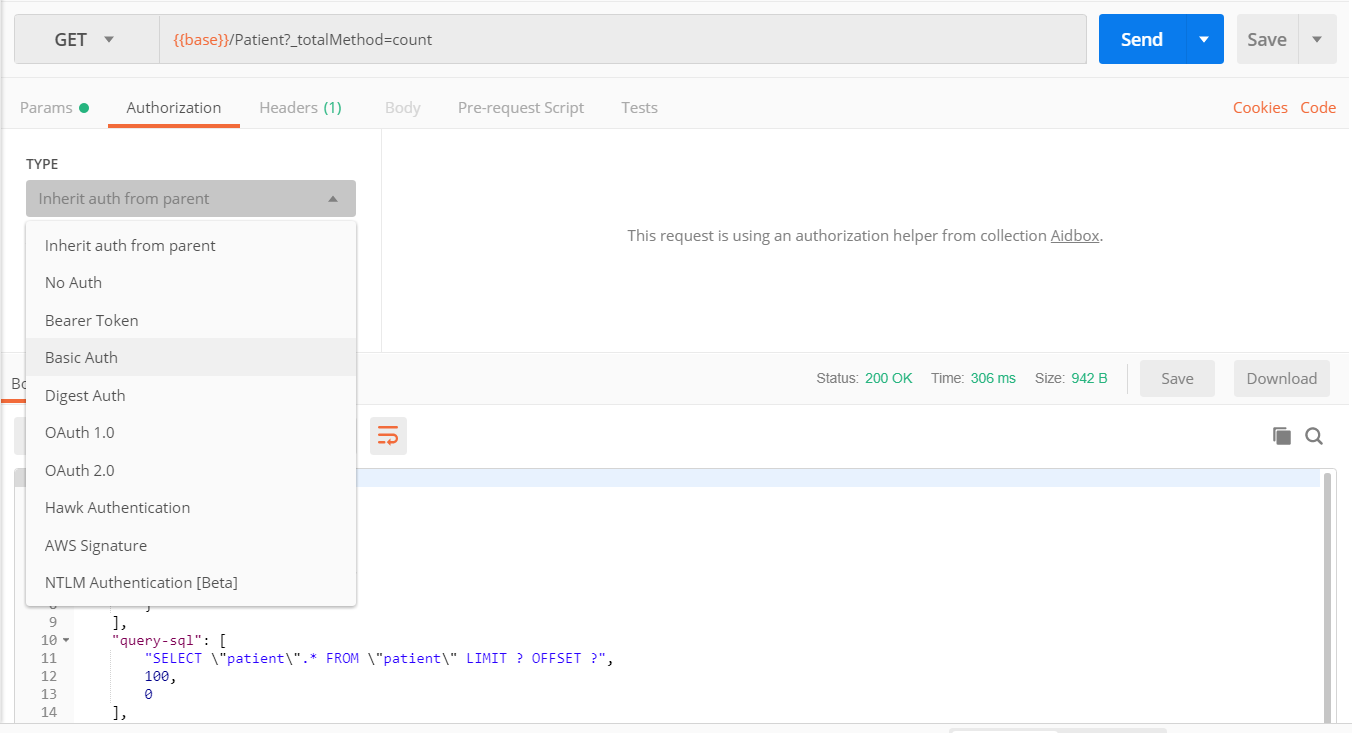 GET {{base}}/Patient?_totalMethod=count Send Save
Params Authorization Headers (1) Body Pre-request Script Tests Cookies Code
TYPE
Inherit auth from parent
This request is using an authorization helper from collection Aidbox.
Inherit auth from parent
No Auth
Bearer Token
Basic Auth
Digest Auth
OAuth 1.0
OAuth 2.0
Hawk Authentication
AWS Signature
NTLM Authentication [Beta]
Status: 200 OK Time: 306 ms Size: 942 B Save Download
9 ],
10 "query-sql": [
11 "SELECT \"patient\".* FROM \"patient\" LIMIT ? OFFSET ?",
12 100,
13 0
14 ],